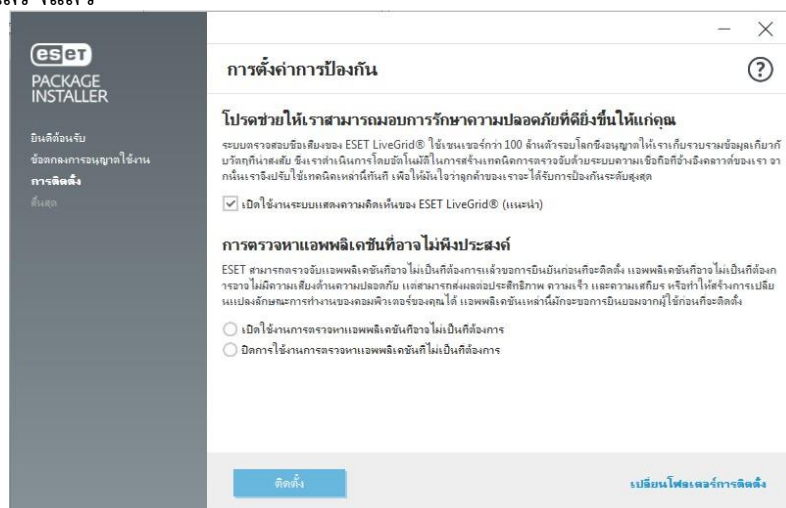 eset
PACKAGE
INSTALLER
ยินดีต้อนรับ
ข้อตกลงการอนุญาตใช้งาน
การติดตั้ง
สิ้นสุด
การตั้งค่าการป้องกัน
?
โปรดช่วยให้เราสามารถมอบการรักษาความปลอดภัยที่ดียิ่งขึ้นให้แก่คุณ
ระบบตรวจสอบชื่อเสียงของ ESET LiveGrid® ใช้เซนเซอร์กว่า 100 ล้านตัวรอบโลกซึ่งอนุญาตให้เราเก็บรวบรวมข้อมูลเกี่ยวกั
บวัตถุที่น่าสงสัย ซึ่งเราดำเนินการโดยอัตโนมัติในการสร้างเทคนิคการตรวจจับด้วยระบบความเชื่อถือที่อ้างอิงคลาวด์ของเรา จา
กนั้นเราจึงปรับใช้เทคนิคเหล่านี้ทันที เพื่อให้มั่นใจว่าลูกค้าของเราจะได้รับการป้องกันระดับสูงสุด
เปิดใช้งานระบบแสดงความคิดเห็นของ ESET LiveGrid® (แนะนำ)
การตรวจหาแอพพลิเคชันที่อาจไม่พึงประสงค์
ESET สามารถตรวจจับแอพพลิเคชันที่อาจไม่เป็นที่ต้องการแล้วขอการยืนยันก่อนที่จะติดตั้ง แอพพลิเคชันที่อาจไม่เป็นที่ต้องก
ารอาจไม่มีความเสี่ยงด้านความปลอดภัย แต่สามารถส่งผลต่อประสิทธิภาพ ความเร็ว และความเสถียร หรือทำให้สร้างการเปลี่ย
นแปลงลักษณะการทำงานของคอมพิวเตอร์ของคุณได้ แอพพลิเคชันเหล่านี้มักจะขอการยินยอมจากผู้ใช้ก่อนที่จะติดตั้ง
เปิดใช้งานการตรวจหาแอพพลิเคชันที่อาจไม่เป็นที่ต้องการ
ปิดการใช้งานการตรวจหาแอพพลิเคชันที่ไม่เป็นที่ต้องการ
ติดตั้ง
เปลี่ยนโฟลเดอร์การติดตั้ง